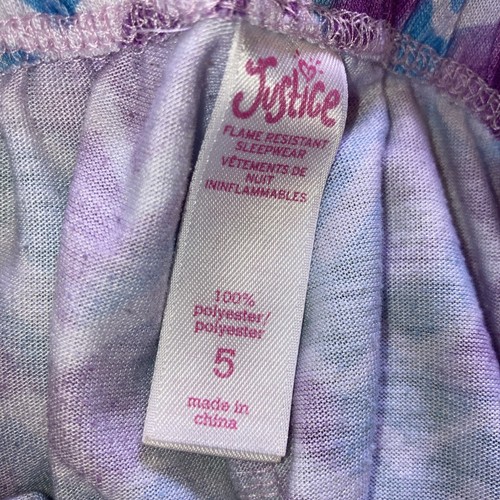 Justice
FLAME RESISTANT
SLEEPWEAR
VÊTEMENTS DE
NUIT
ININFLAMMABLES
100%
polyester/
polyester
5
made in
china